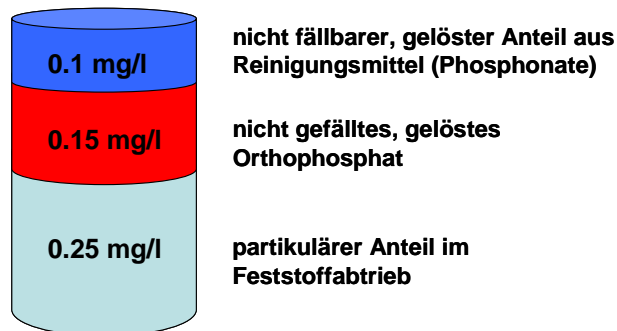 0.1 mg/l
nicht fällbarer, gelöster Anteil aus
Reinigungsmittel (Phosphonate)
0.15 mg/l
nicht gefälltes, gelöstes
Orthophosphat
0.25 mg/l
partikulärer Anteil im
Feststoffabtrieb